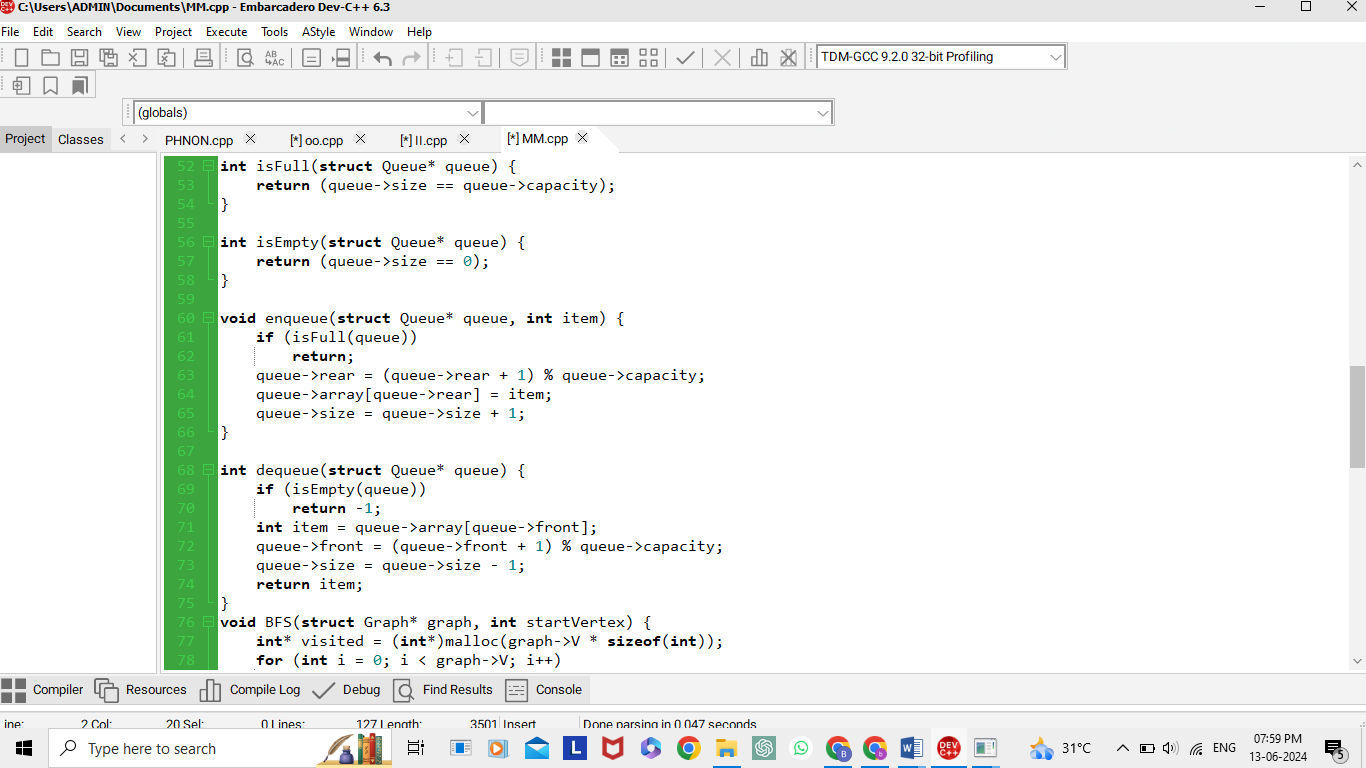 C:\Users\ADMIN\Documents\MM.cpp - Embarcadero Dev-C++ 6.3
File Edit Search View Project Execute Tools AStyle Window Help
TDM-GCC 9.2.0 32-bit Profiling
(globals)
Project Classes PHNON.cpp [*] oo.cpp [*] II.cpp [*] MM.cpp
52 int isFull(struct Queue* queue) {
53     return (queue->size == queue->capacity);
54 }
55
56 int isEmpty(struct Queue* queue) {
57     return (queue->size == 0);
58 }
59
60 void enqueue(struct Queue* queue, int item) {
61     if (isFull(queue))
62         return;
63     queue->rear = (queue->rear + 1) % queue->capacity;
64     queue->array[queue->rear] = item;
65     queue->size = queue->size + 1;
66 }
67
68 int dequeue(struct Queue* queue) {
69     if (isEmpty(queue))
70         return -1;
71     int item = queue->array[queue->front];
72     queue->front = (queue->front + 1) % queue->capacity;
73     queue->size = queue->size - 1;
74     return item;
75 }
76 void BFS(struct Graph* graph, int startVertex) {
77     int* visited = (int*)malloc(graph->V * sizeof(int));
78     for (int i = 0; i < graph->V; i++)
Compiler Resources Compile Log Debug Find Results Console
ine: 2 Col: 20 Sel: 0 Lines: 127 Length: 3501 Insert Done parsing in 0.047 seconds
Type here to search
31°C ENG 07:59 PM
13-06-2024
5